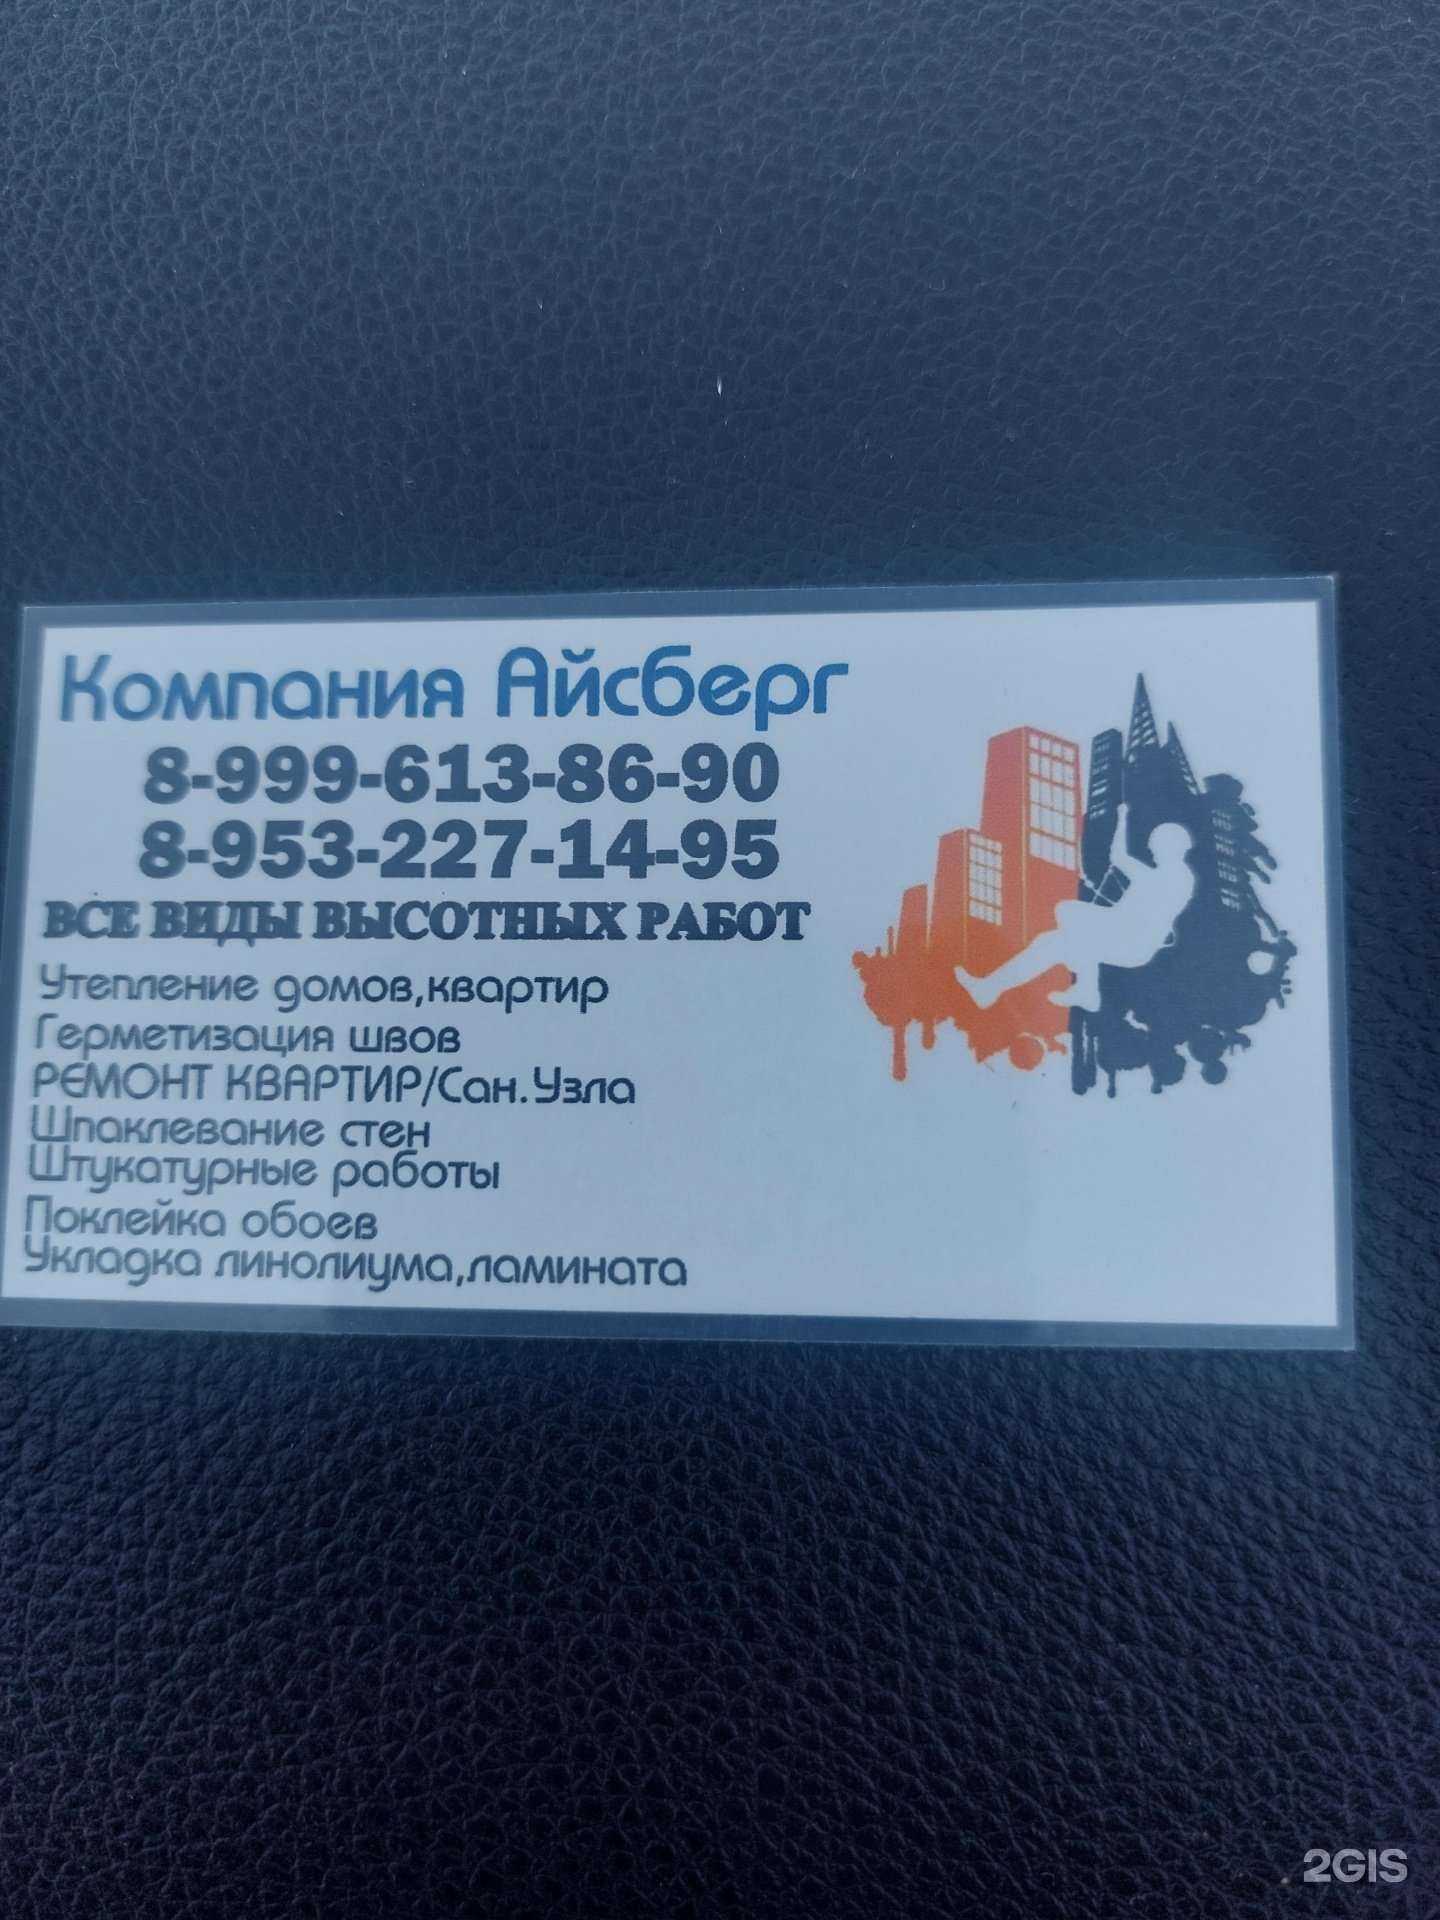 Компания Айсберг
8-999-613-86-90
8-953-227-14-95
ВСЕ ВИДЫ ВЫСОТНЫХ РАБОТ
Утепление домов,квартир
Герметизация швов
РЕМОНТ КВАРТИР/Сан.Узла
Шпаклевание стен
Штукатурные работы
Поклейка обоев
Укладка линолиума,ламината
2GIS